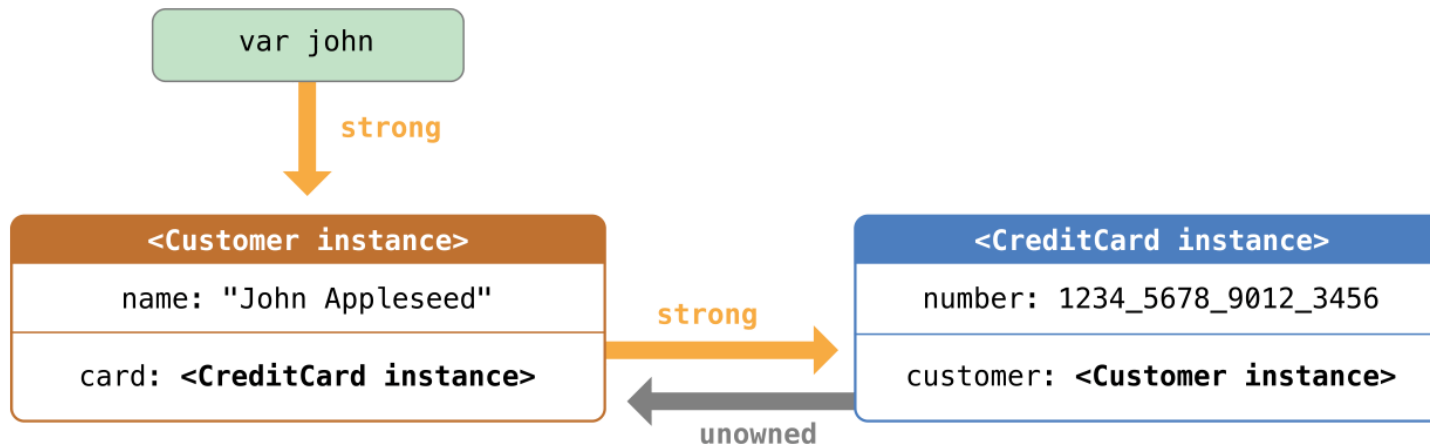 var john
strong
<Customer instance>
<CreditCard instance>
name: "John Appleseed"
number: 1234_5678_9012_3456
strong
card: <CreditCard instance>
customer: <Customer instance>
unowned